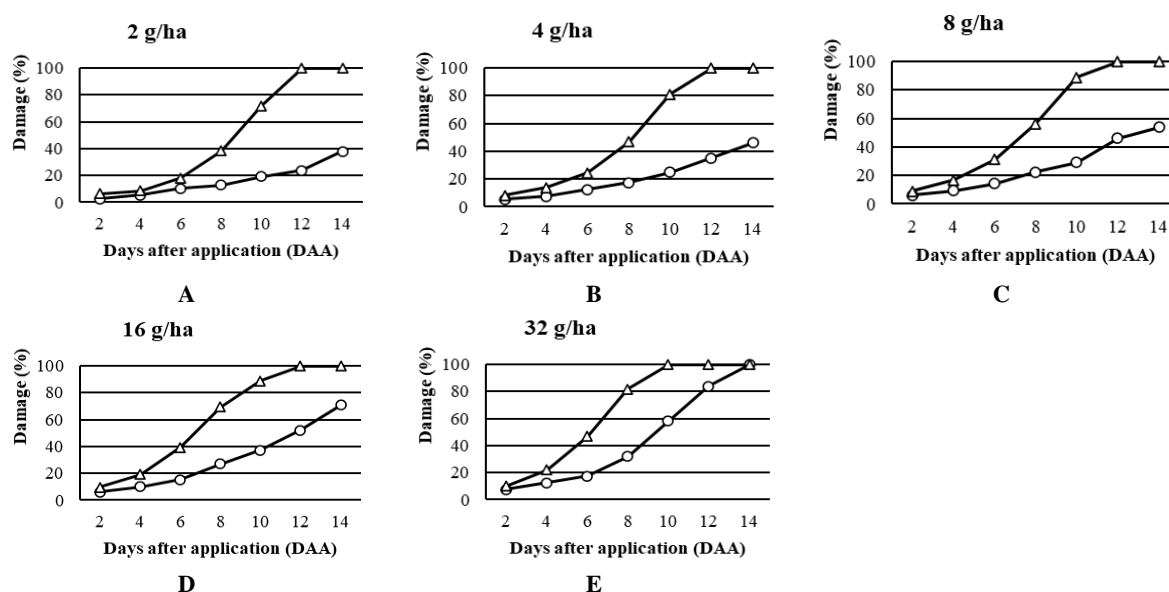 2 g/ha
Damage (%)
100
80
60
40
20
0
2 4 6 8 10 12 14
Days after application (DAA)
A
4 g/ha
Damage (%)
100
80
60
40
20
0
2 4 6 8 10 12 14
Days after application (DAA)
B
8 g/ha
Damage (%)
100
80
60
40
20
0
2 4 6 8 10 12 14
Days after application (DAA)
C
16 g/ha
Damage (%)
100
80
60
40
20
0
2 4 6 8 10 12 14
Days after application (DAA)
D
32 g/ha
Damage (%)
100
80
60
40
20
0
2 4 6 8 10 12 14
Days after application (DAA)
E